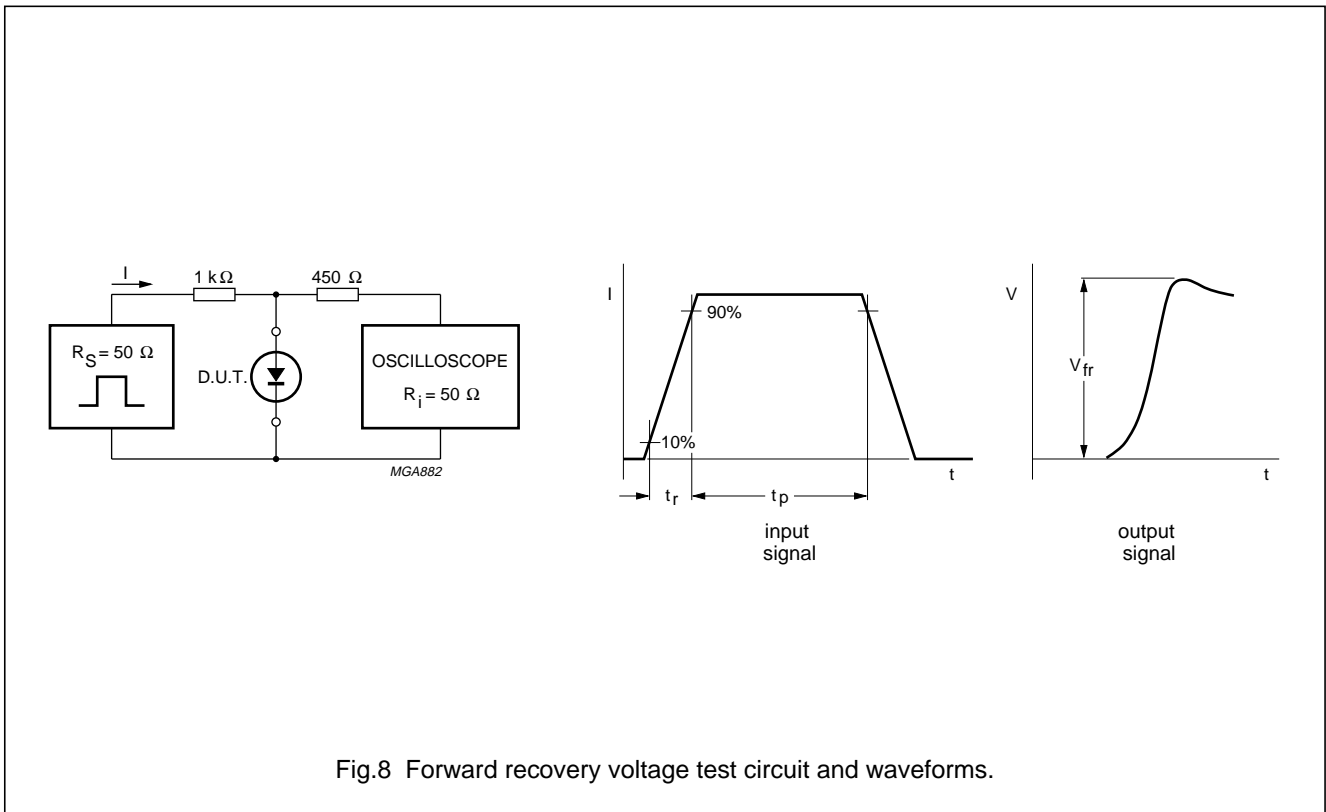 I
1 kΩ
450 Ω
R_S = 50 Ω
D.U.T.
OSCILLOSCOPE
R_i = 50 Ω
MGA882
I
90%
10%
t
t_r
t_p
input
signal
V
V_fr
t
output
signal
Fig.8 Forward recovery voltage test circuit and waveforms.